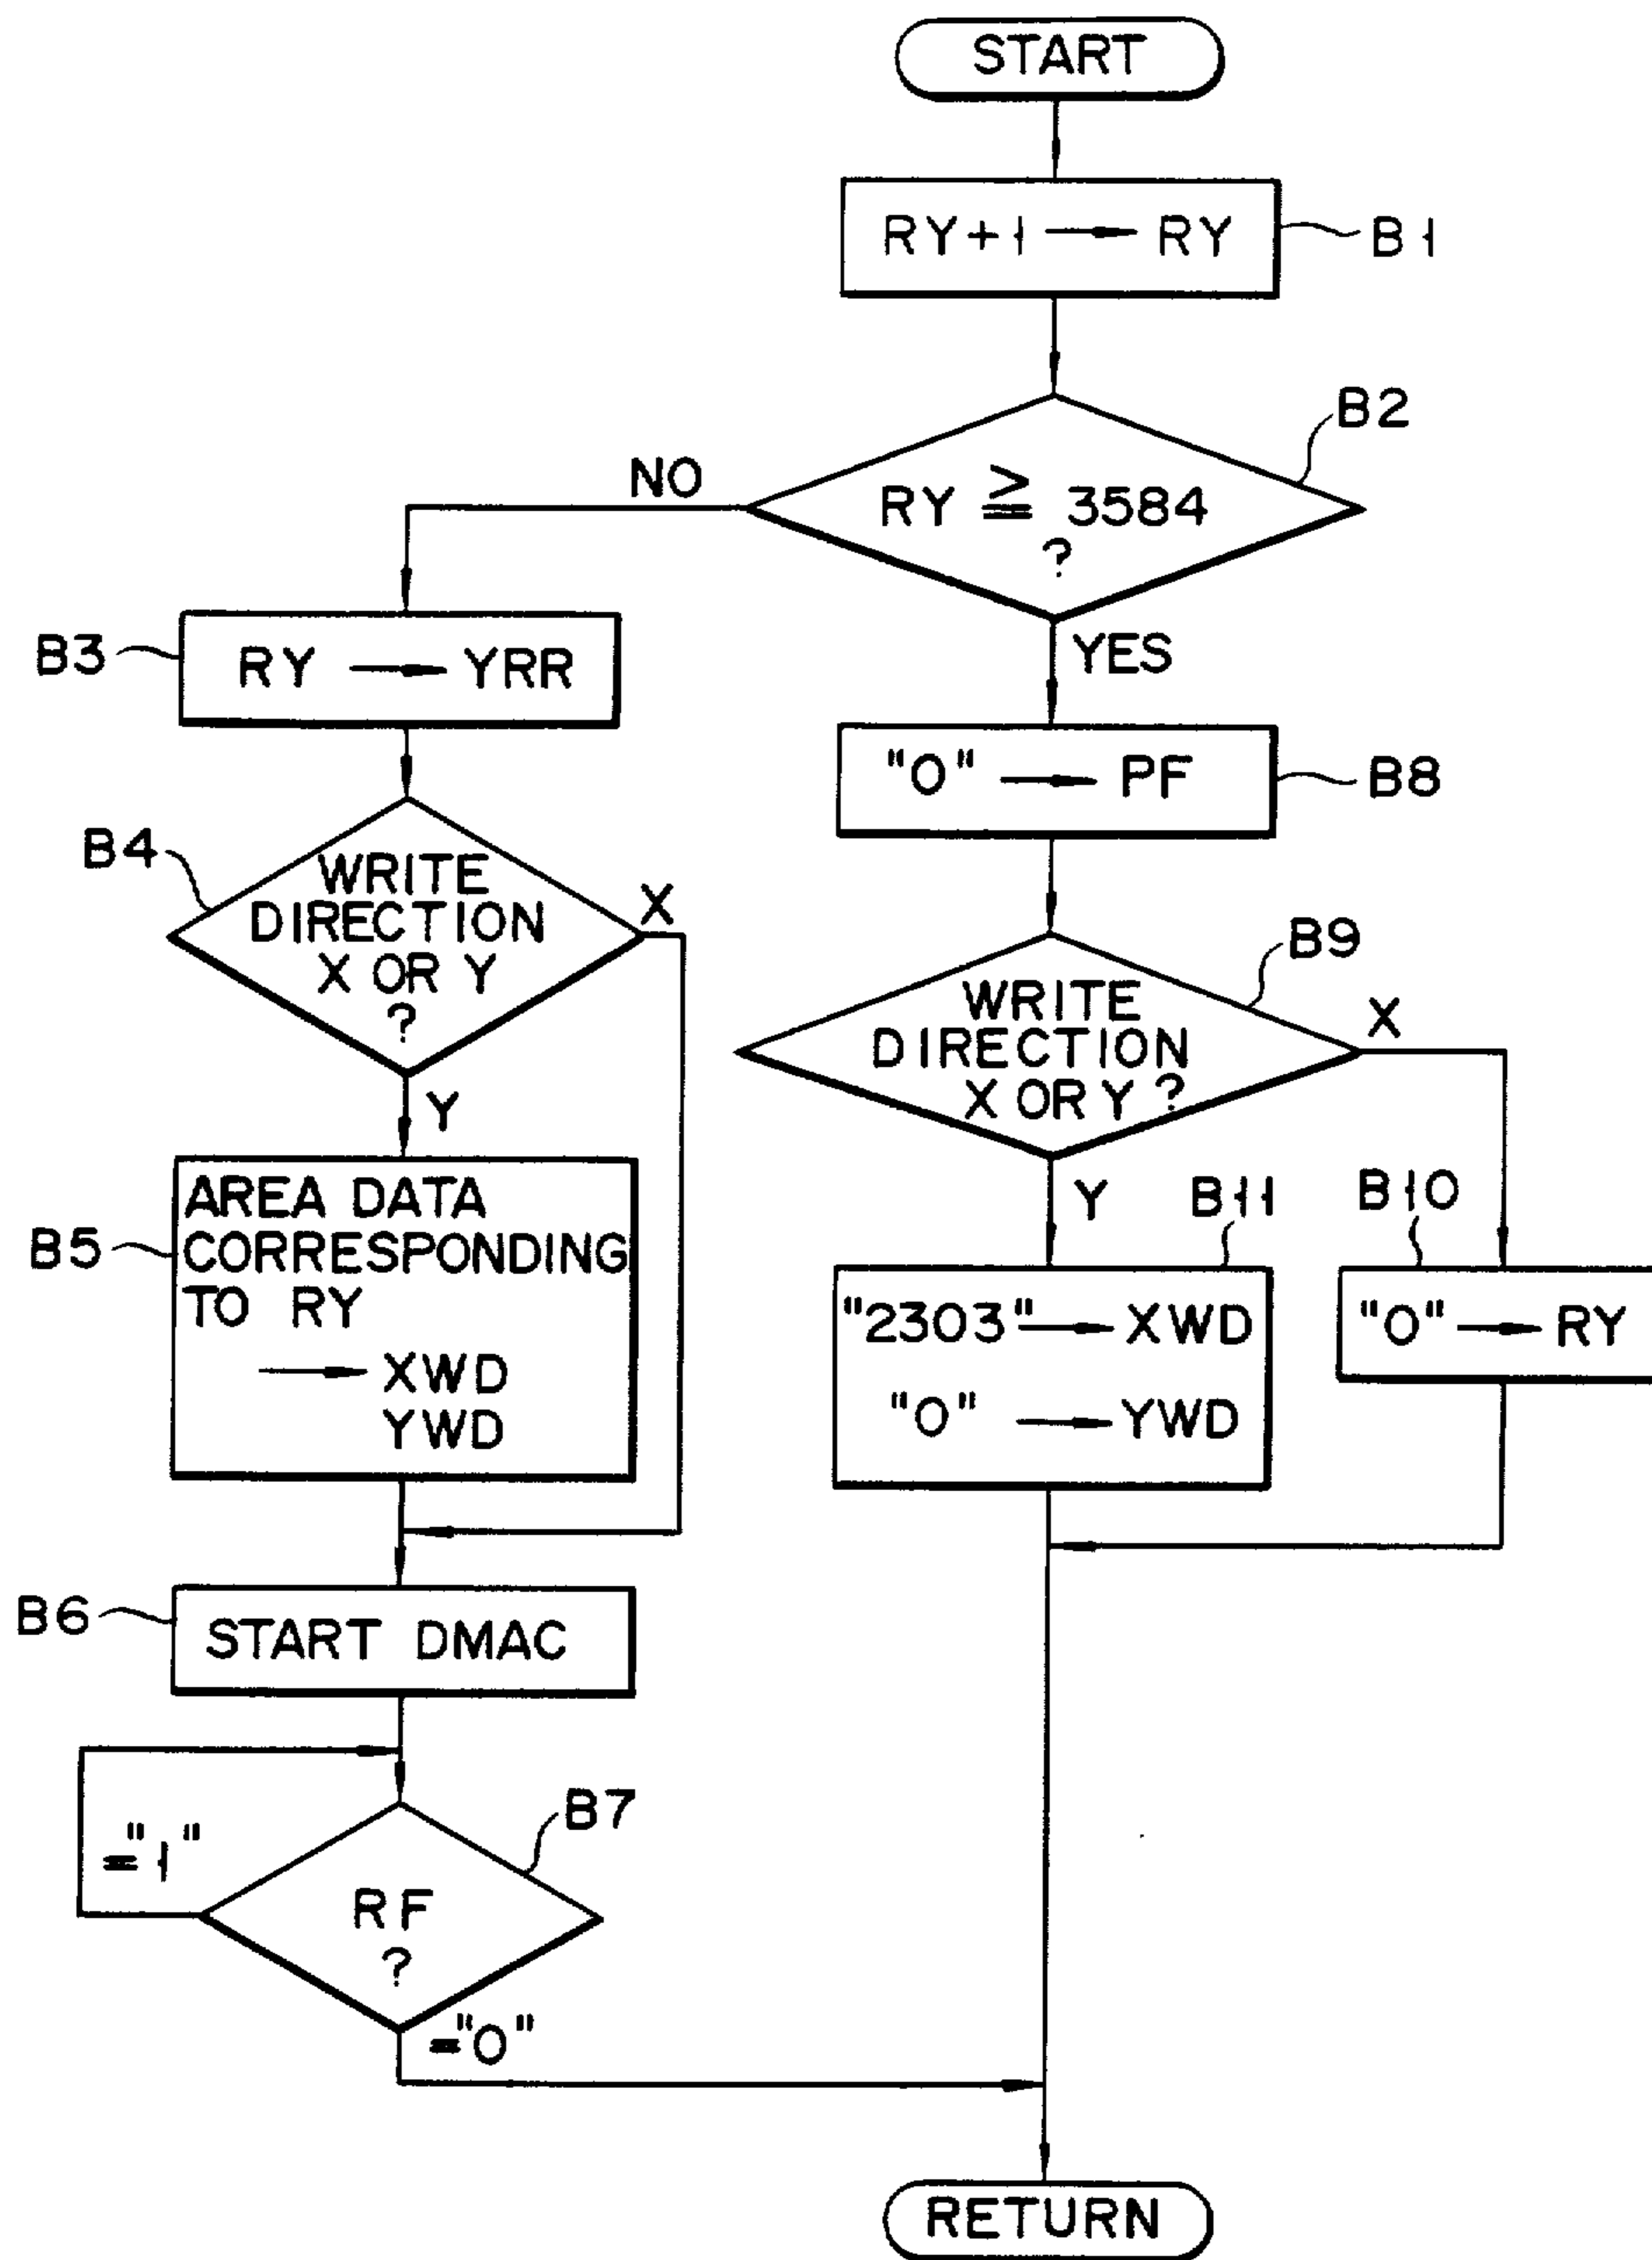 START
RY+1 → RY
B1
B2
NO
RY ≧ 3584
?
B3
RY → YRR
YES
"0" → PF
B8
B4
WRITE
DIRECTION
X OR Y
?
X
B9
WRITE
DIRECTION
X OR Y ?
X
Y
Y
B11
B10
B5
AREA DATA
CORRESPONDING
TO RY
→ XWD
YWD
"2303" → XWD
"0" → YWD
"0" → RY
B6
START DMAC
B7
="1"
RF
?
="0"
RETURN